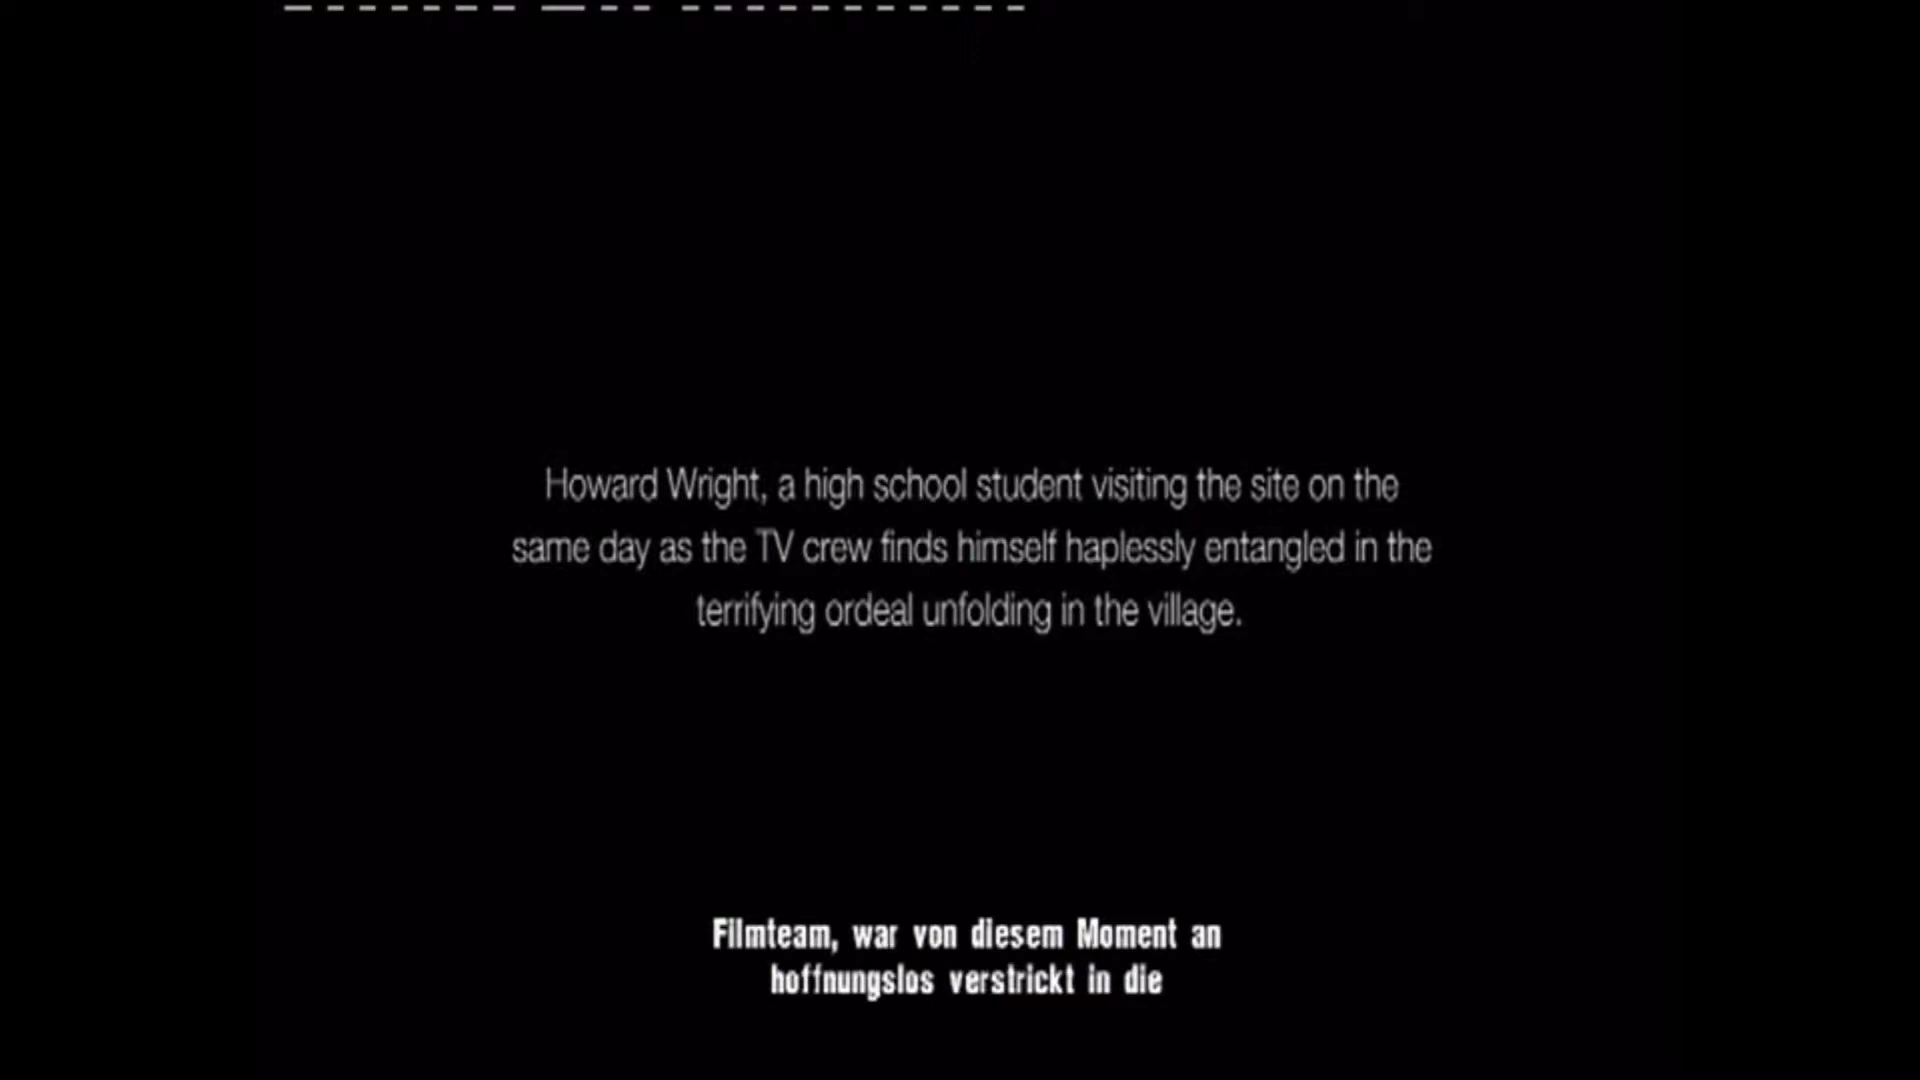 Howard Wright, a high school student visiting the site on the
same day as the TV crew finds himself haplessly entangled in the
terrifying ordeal unfolding in the village.
Filmteam, war von diesem Moment an
hoffnungslos verstrickt in die